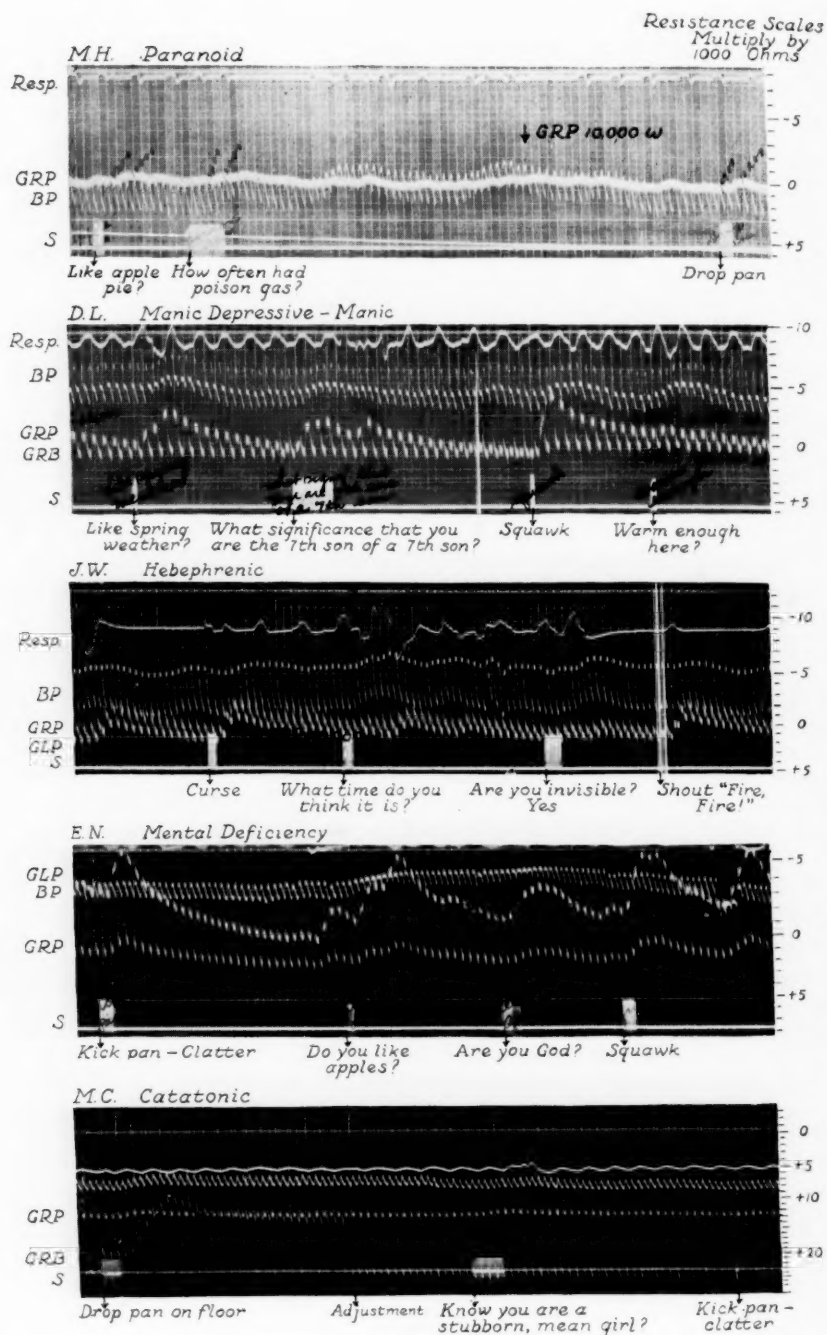 Resistance Scales
Multiply by
1000 Ohms
M.H. Paranoid
Resp.
-5
↓ GRP 10,000 ω
GRP
0
BP
S
+5
Like apple pie?
How often had poison gas?
Drop pan
D.L. Manic Depressive - Manic
-10
Resp.
BP
-5
GRP
0
GRB
S
+5
Like Spring weather?
What significance that you are the 7th son of a 7th son?
Squawk
Warm enough here?
J.W. Hebephrenic
-10
Resp.
-5
BP
GRP
0
GLP
S
+5
Curse
What time do you think it is?
Are you invisible? Yes
Shout "Fire, Fire!"
E.N. Mental Deficiency
-5
GLP
BP
GRP
0
+5
S
Kick pan - Clatter
Do you like apples?
Are you God?
Squawk
M.C. Catatonic
0
+5
+10
GRP
GRB
+20
S
Drop pan on floor
Adjustment
Know you are a stubborn, mean girl?
Kick pan - clatter